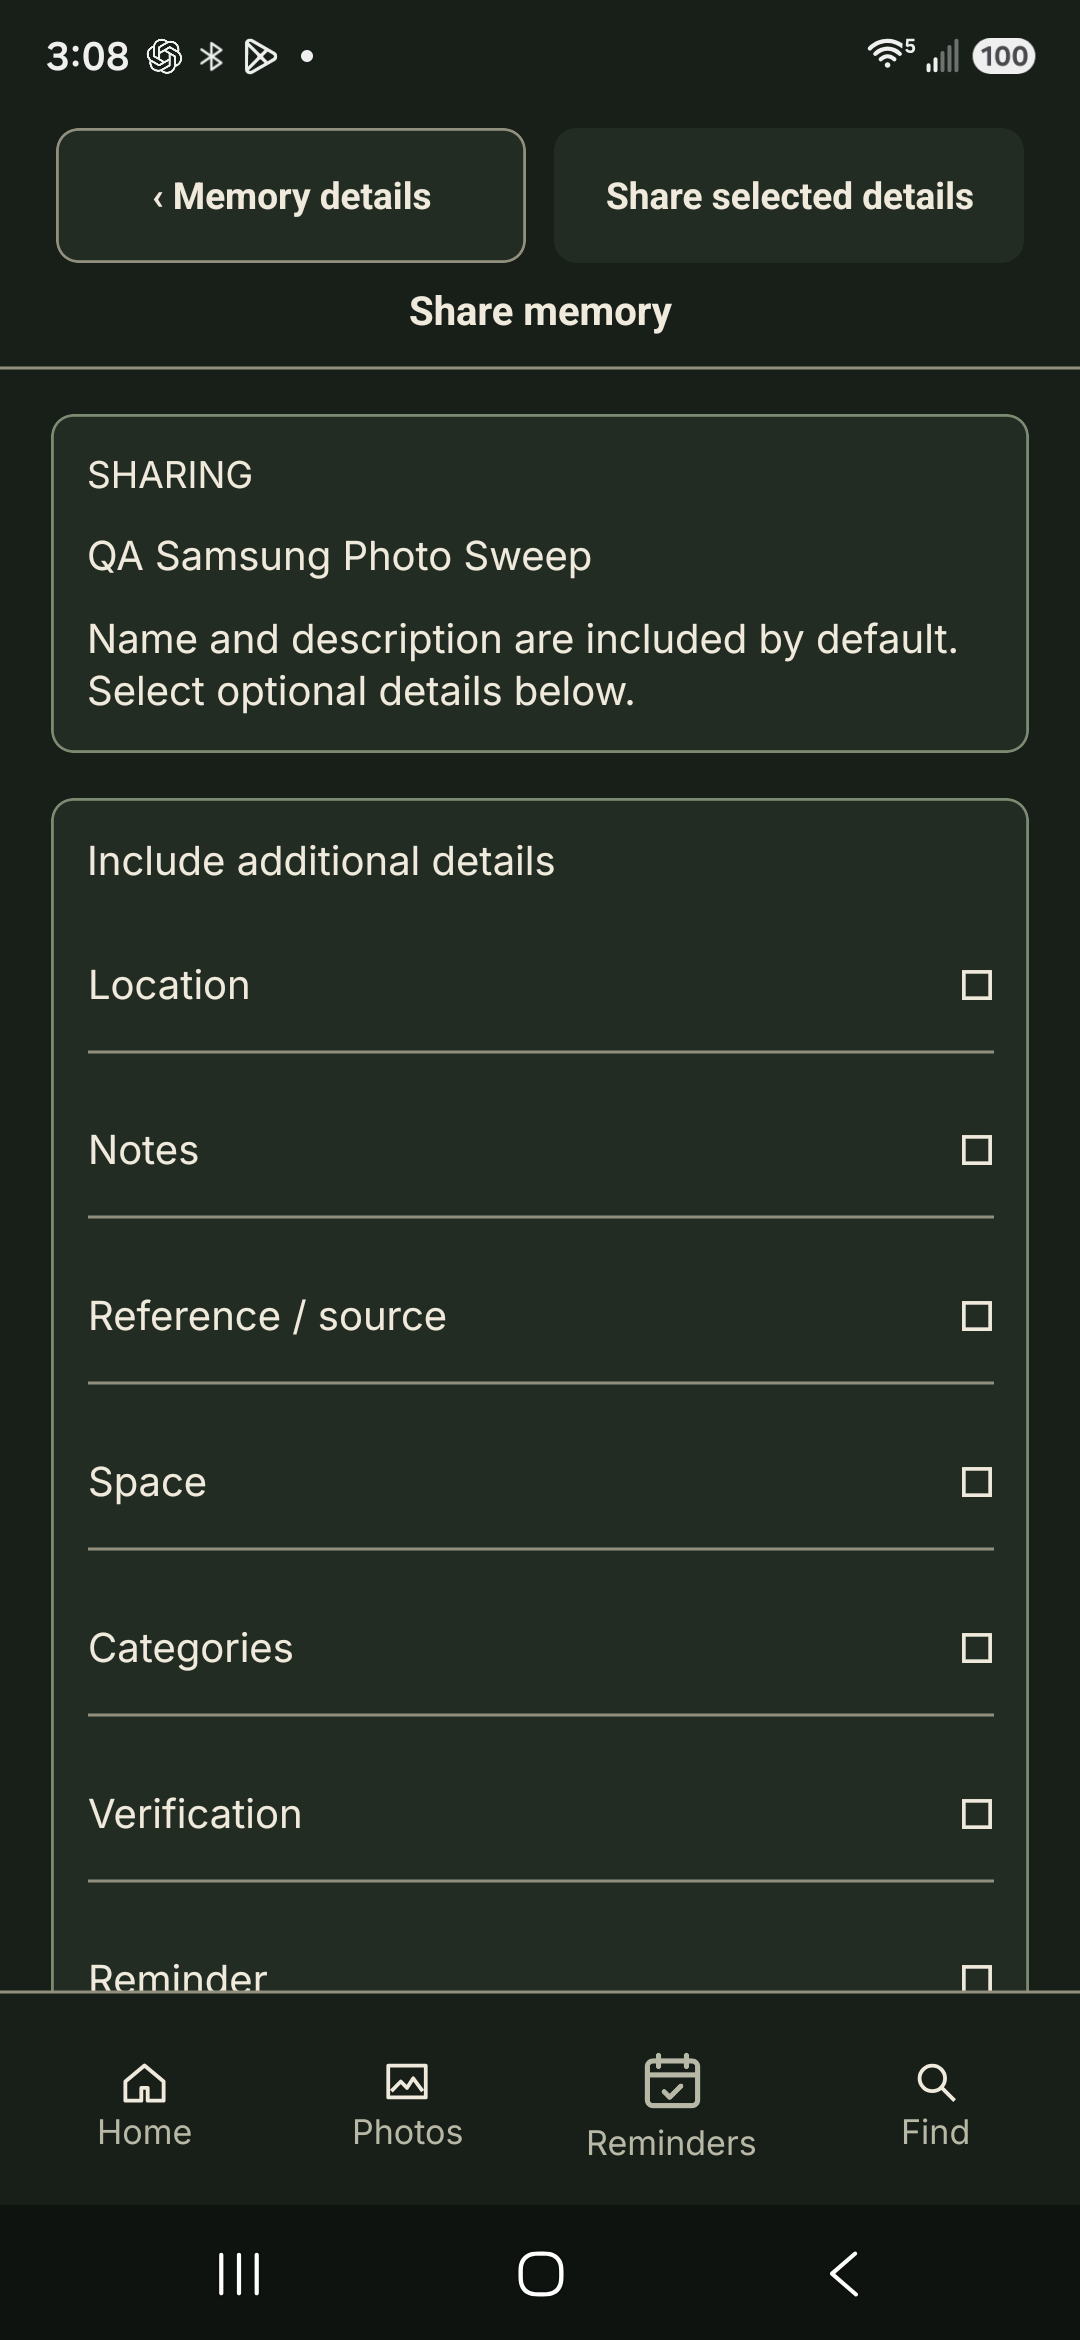 3:08
5
100
‹ Memory details
Share selected details
Share memory
SHARING
QA Samsung Photo Sweep
Name and description are included by default.
Select optional details below.
Include additional details
Location
Notes
Reference / source
Space
Categories
Verification
Reminder
Home
Photos
Reminders
Find